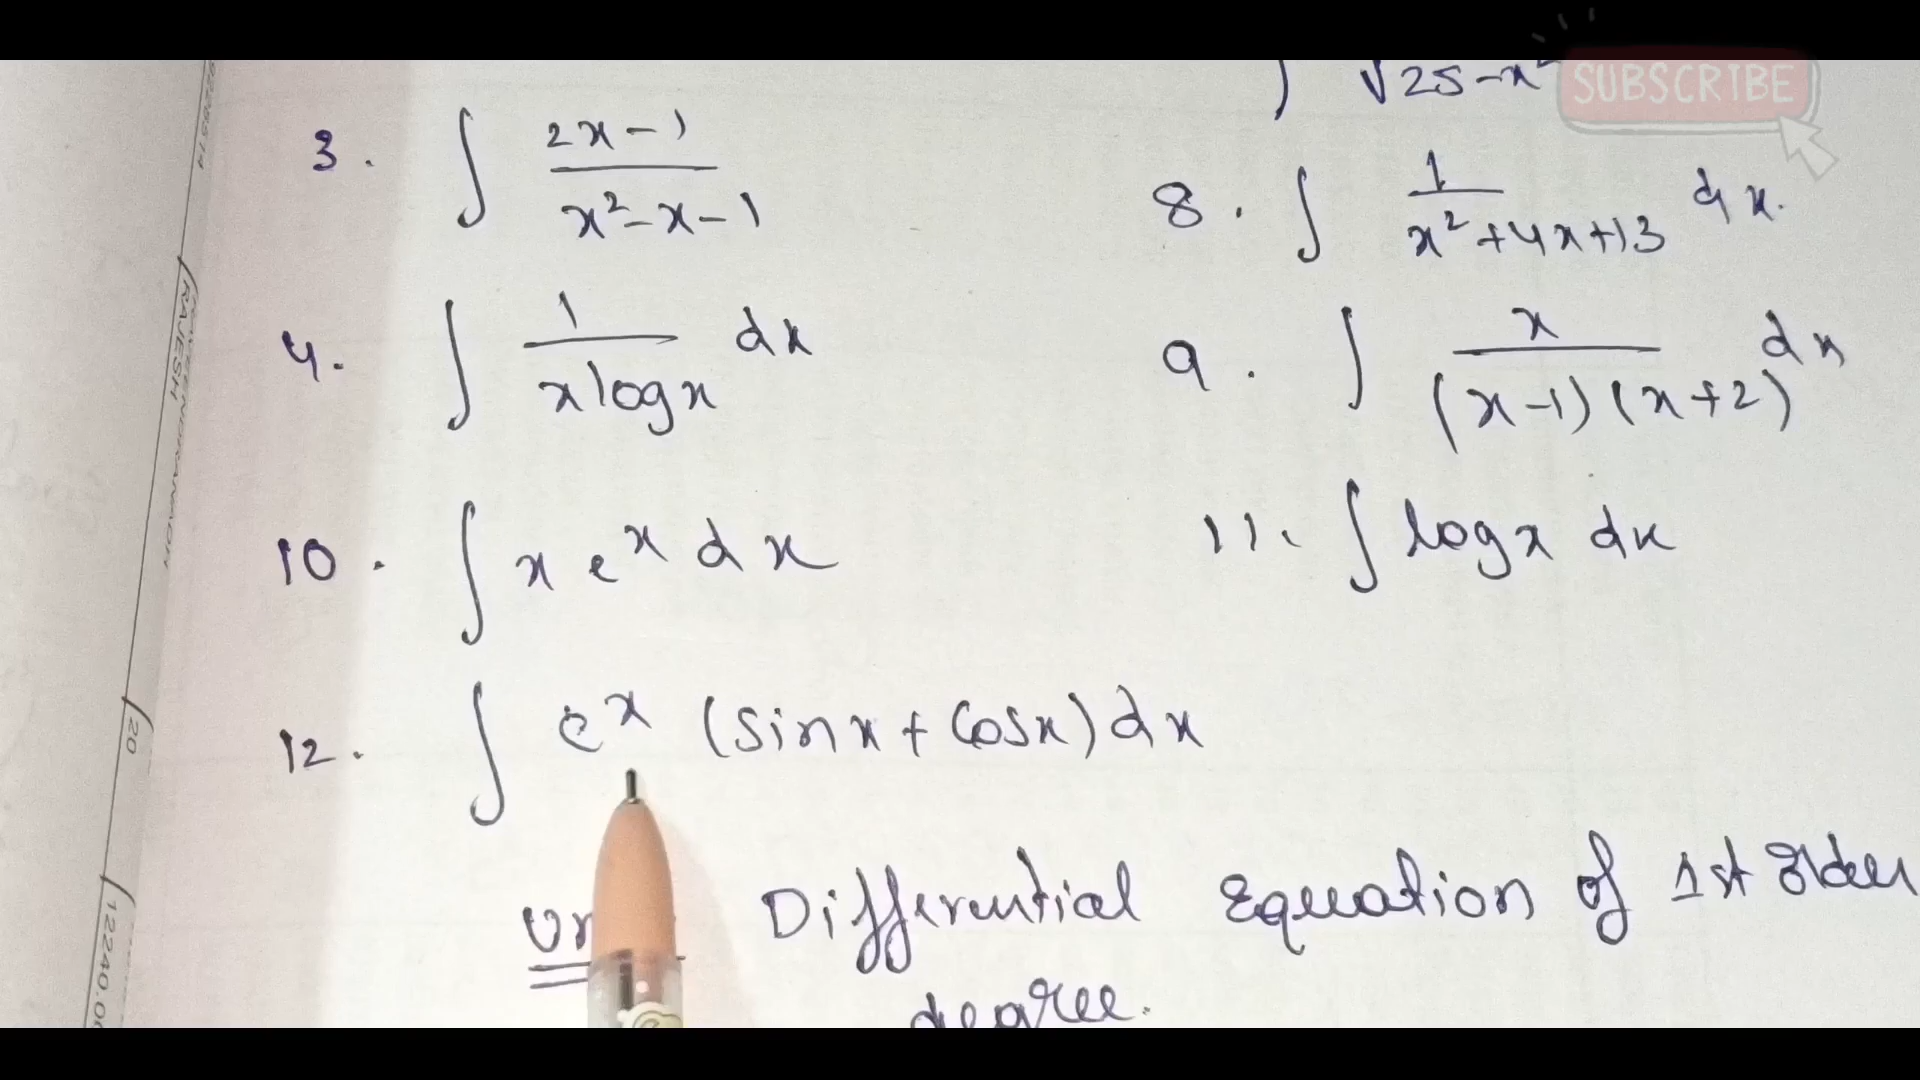 ∫ √25-x²
SUBSCRIBE
3. ∫ 2x-1 / x²-x-1
8. ∫ 1 / x²+4x+13 dx.
4. ∫ 1 / x log x dx
9. ∫ x / (x-1)(x+2) dx
10. ∫ x eˣ dx
11. ∫ log x dx
12. ∫ eˣ (sin x + cos x) dx
Differential Equation of 1st order
degree.
RAJESH
20
12240.00